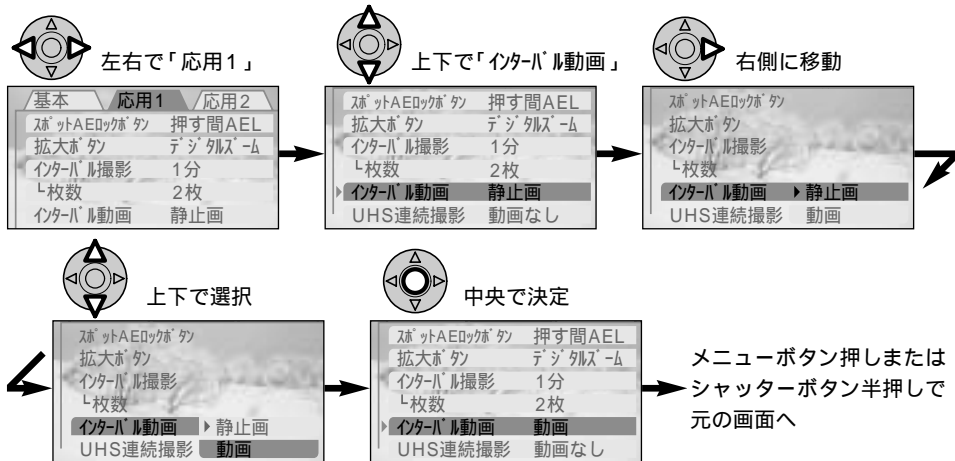 左右で「応用1」
基本 応用1 応用2
スポットAEロックボタン 押す間AEL
拡大ボタン デジタルズーム
インターバル撮影 1分
└枚数 2枚
インターバル動画 静止画
上下で「インターバル動画」
スポットAEロックボタン 押す間AEL
拡大ボタン デジタルズーム
インターバル撮影 1分
└枚数 2枚
インターバル動画 静止画
UHS連続撮影 動画なし
右側に移動
スポットAEロックボタン
拡大ボタン
インターバル撮影
└枚数
インターバル動画 静止画
UHS連続撮影 動画
上下で選択
スポットAEロックボタン
拡大ボタン
インターバル撮影
└枚数
インターバル動画 静止画
UHS連続撮影 動画
中央で決定
スポットAEロックボタン 押す間AEL
拡大ボタン デジタルズーム
インターバル撮影 1分
└枚数 2枚
インターバル動画 動画
UHS連続撮影 動画なし
メニューボタン押しまたは
シャッターボタン半押しで
元の画面へ